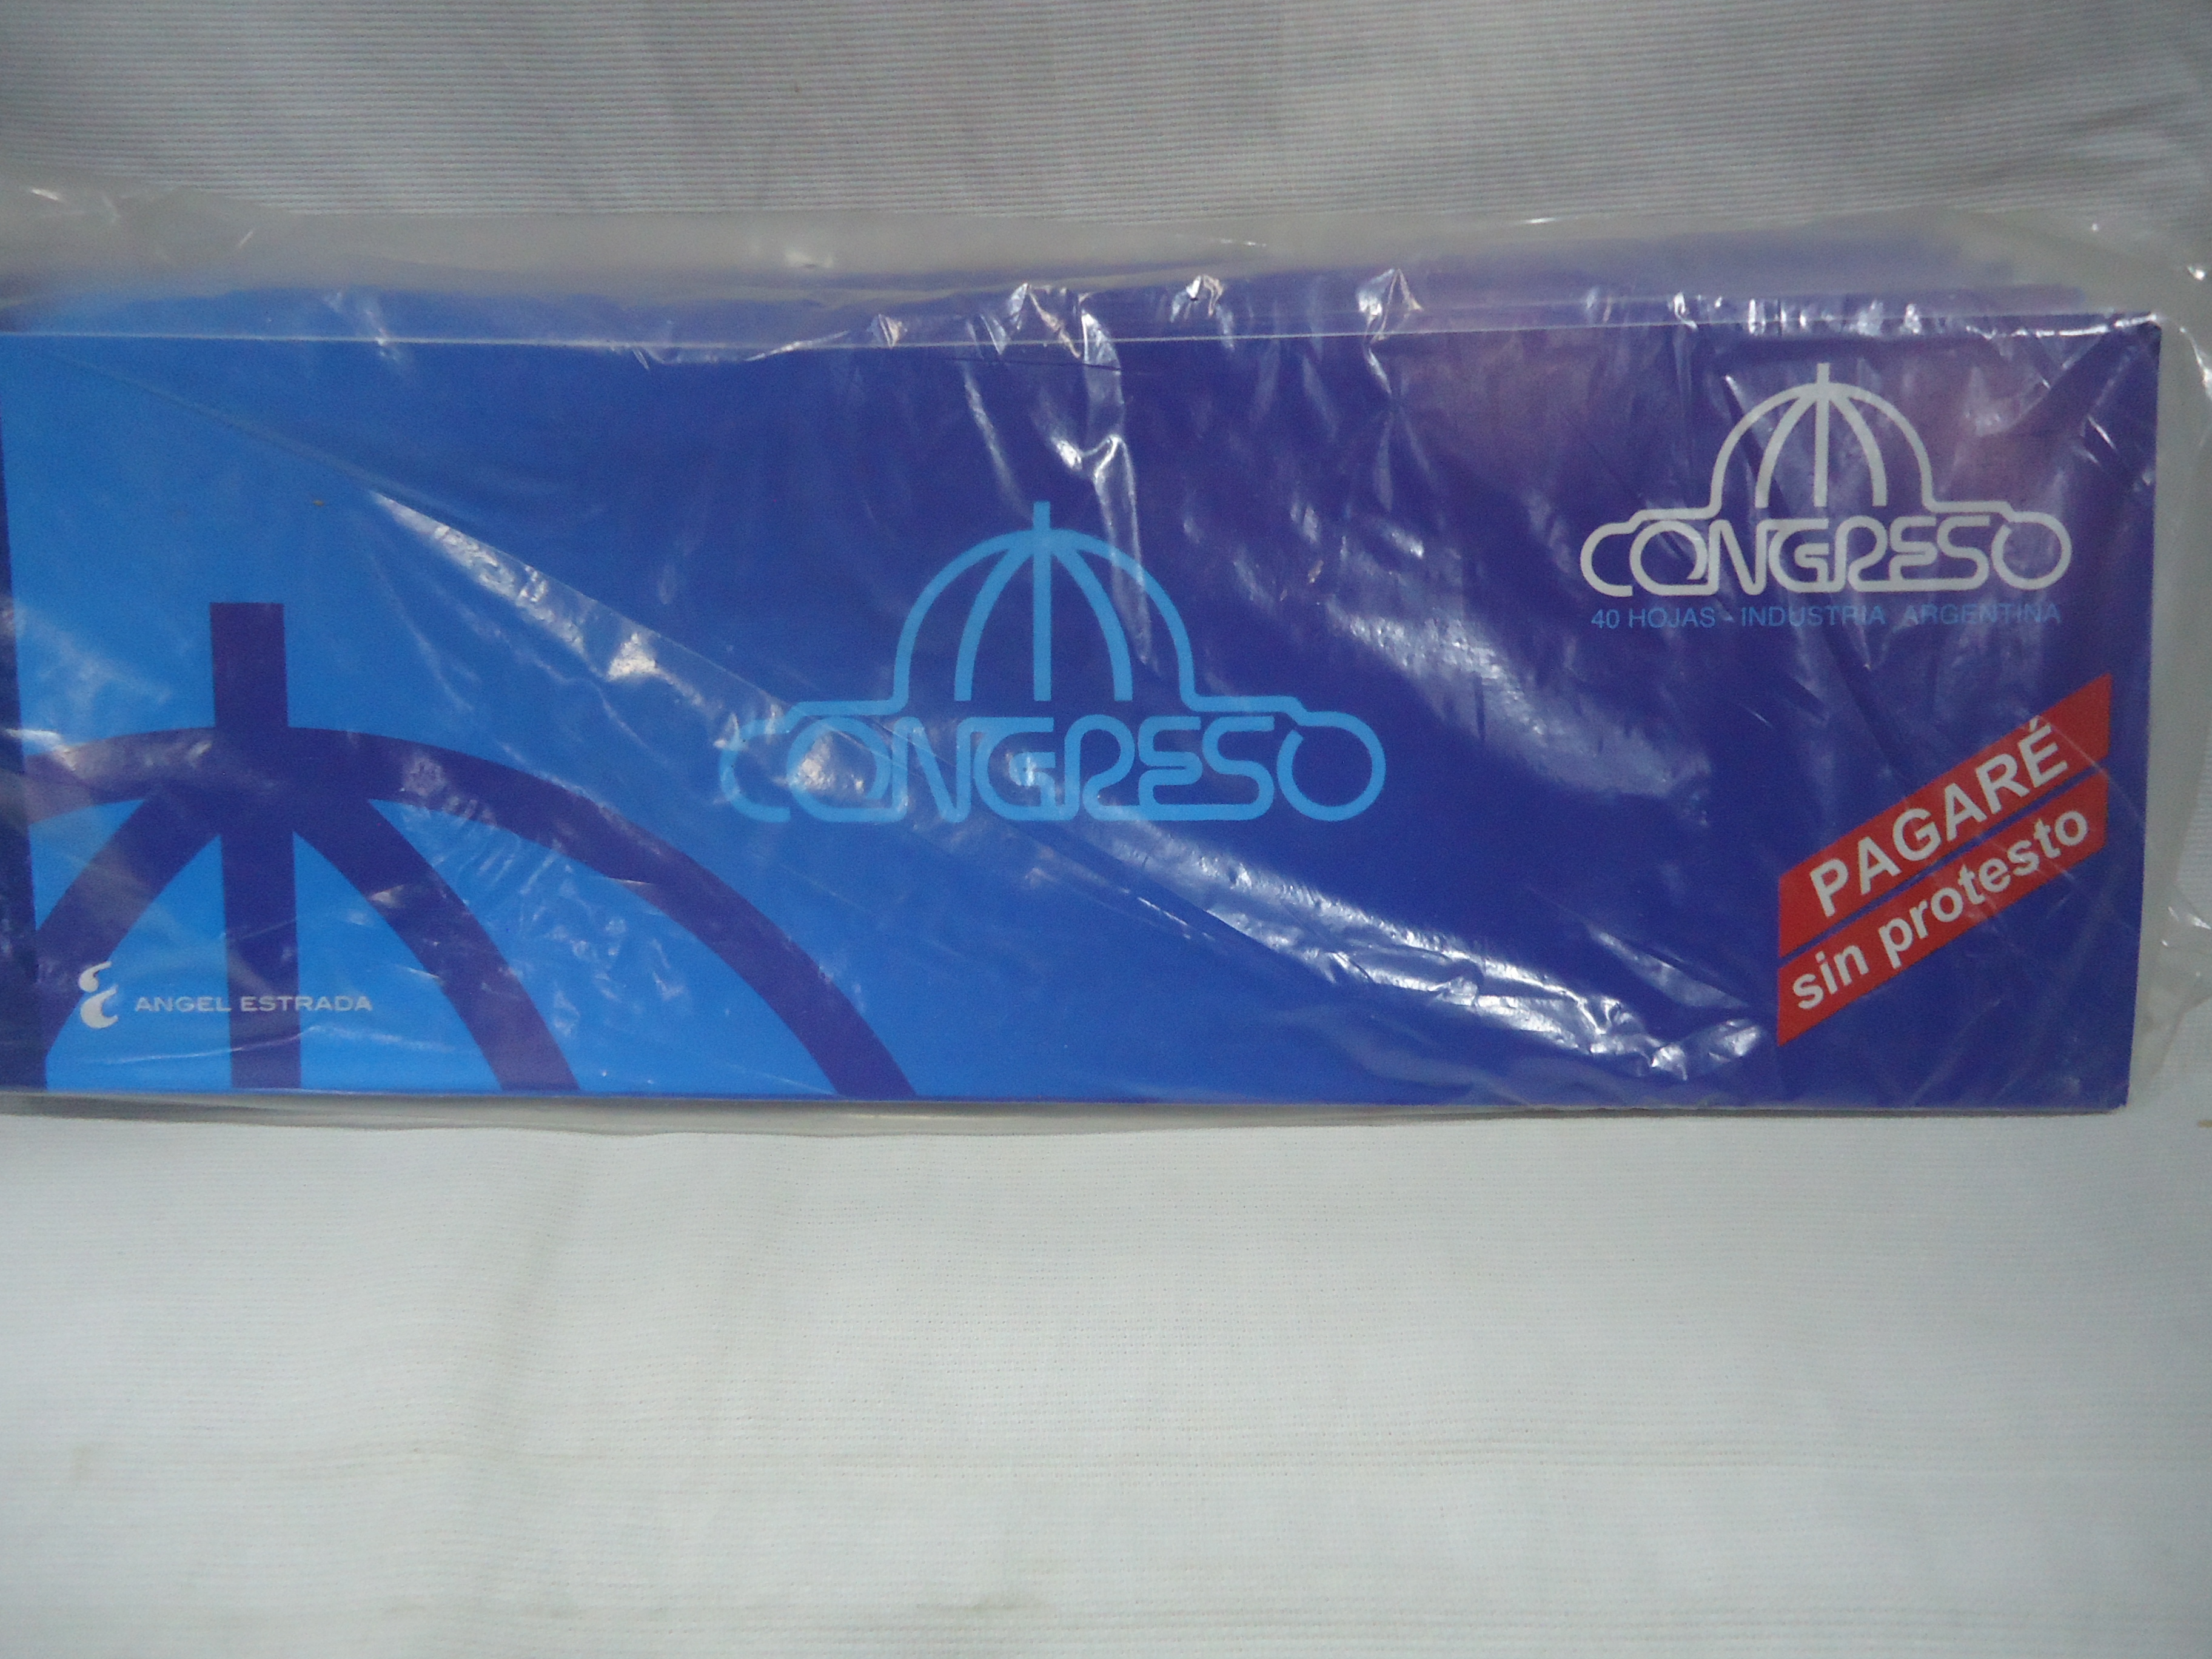 CONGRESO
40 HOJAS - INDUSTRIA ARGENTINA
CONGRESO
PAGARÉ
sin protesto
ANGEL ESTRADA